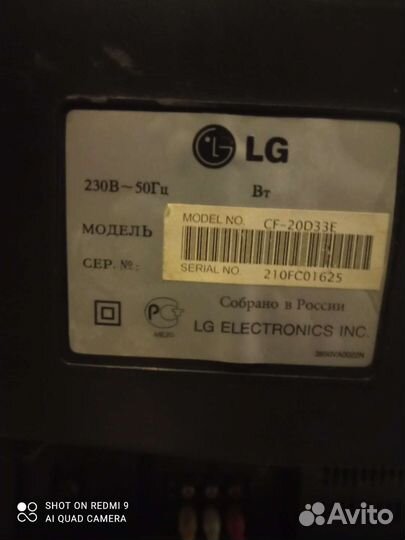 LG
230В~50Гц Вт
МОДЕЛЬ
MODEL NO. CF-20D33E
СЕР. №:
SERIAL NO. 210FC01625
Собрано в России
LG ELECTRONICS INC.
3850VA0022N
SHOT ON REDMI 9
AI QUAD CAMERA
Avito